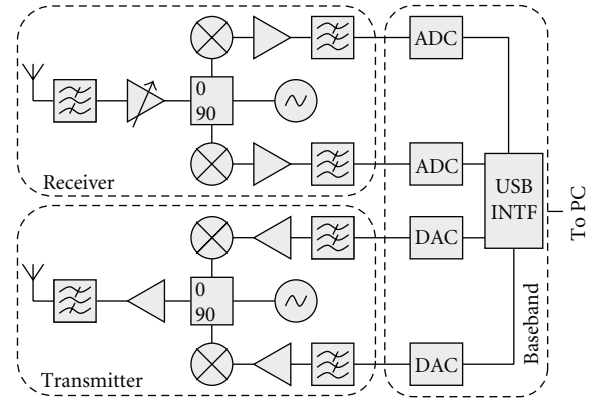 ADC
0
90
ADC
Receiver
USB
INTF
To PC
DAC
0
90
DAC
Transmitter
Baseband